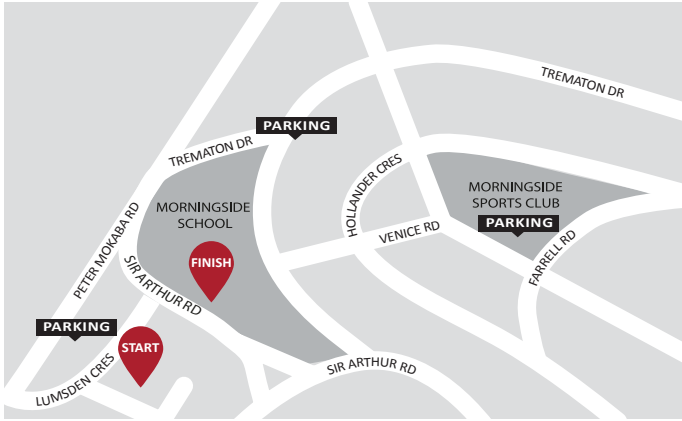 TREMATON DR
PARKING
TREMATON DR
HOLLANDER CRES
MORNINGSIDE
SPORTS CLUB
PARKING
MORNINGSIDE
SCHOOL
PETER MOKABA RD
VENICE RD
FARRELL RD
FINISH
SIR ARTHUR RD
PARKING
START
SIR ARTHUR RD
LUMSDEN CRES